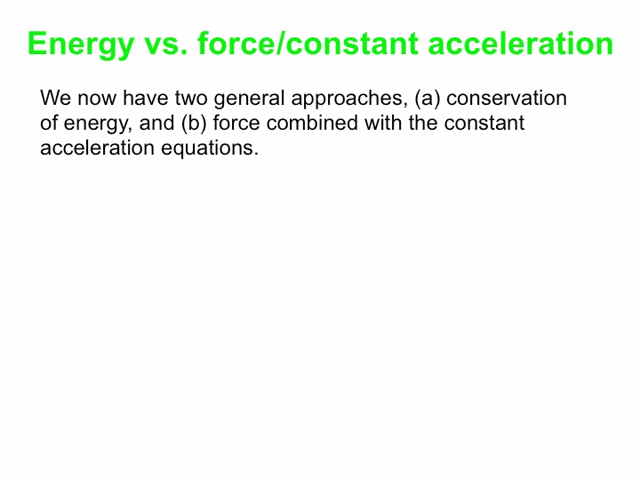 Energy vs. force/constant acceleration
We now have two general approaches, (a) conservation
of energy, and (b) force combined with the constant
acceleration equations.